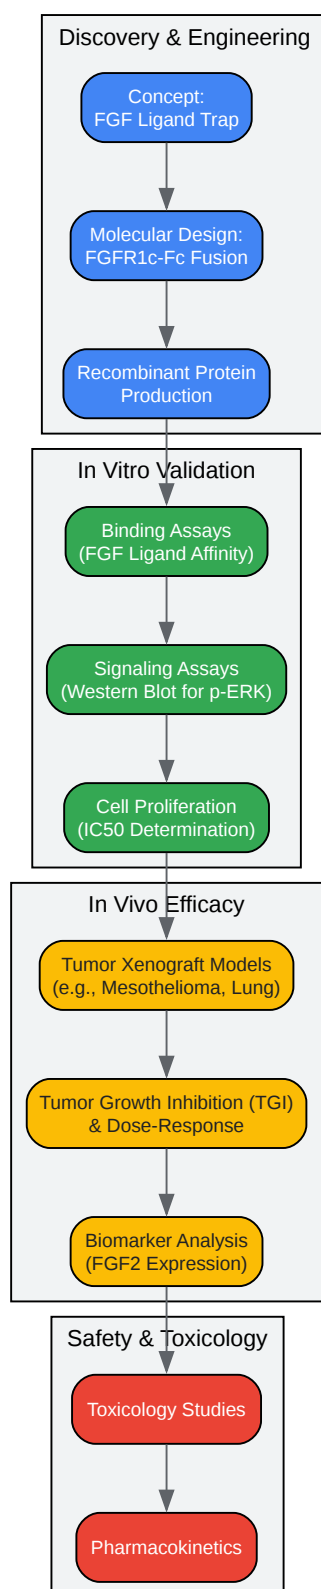 Discovery & Engineering
Concept:
FGF Ligand Trap
Molecular Design:
FGFR1c-Fc Fusion
Recombinant Protein
Production
In Vitro Validation
Binding Assays
(FGF Ligand Affinity)
Signaling Assays
(Western Blot for p-ERK)
Cell Proliferation
(IC50 Determination)
In Vivo Efficacy
Tumor Xenograft Models
(e.g., Mesothelioma, Lung)
Tumor Growth Inhibition (TGI)
& Dose-Response
Biomarker Analysis
(FGF2 Expression)
Safety & Toxicology
Toxicology Studies
Pharmacokinetics